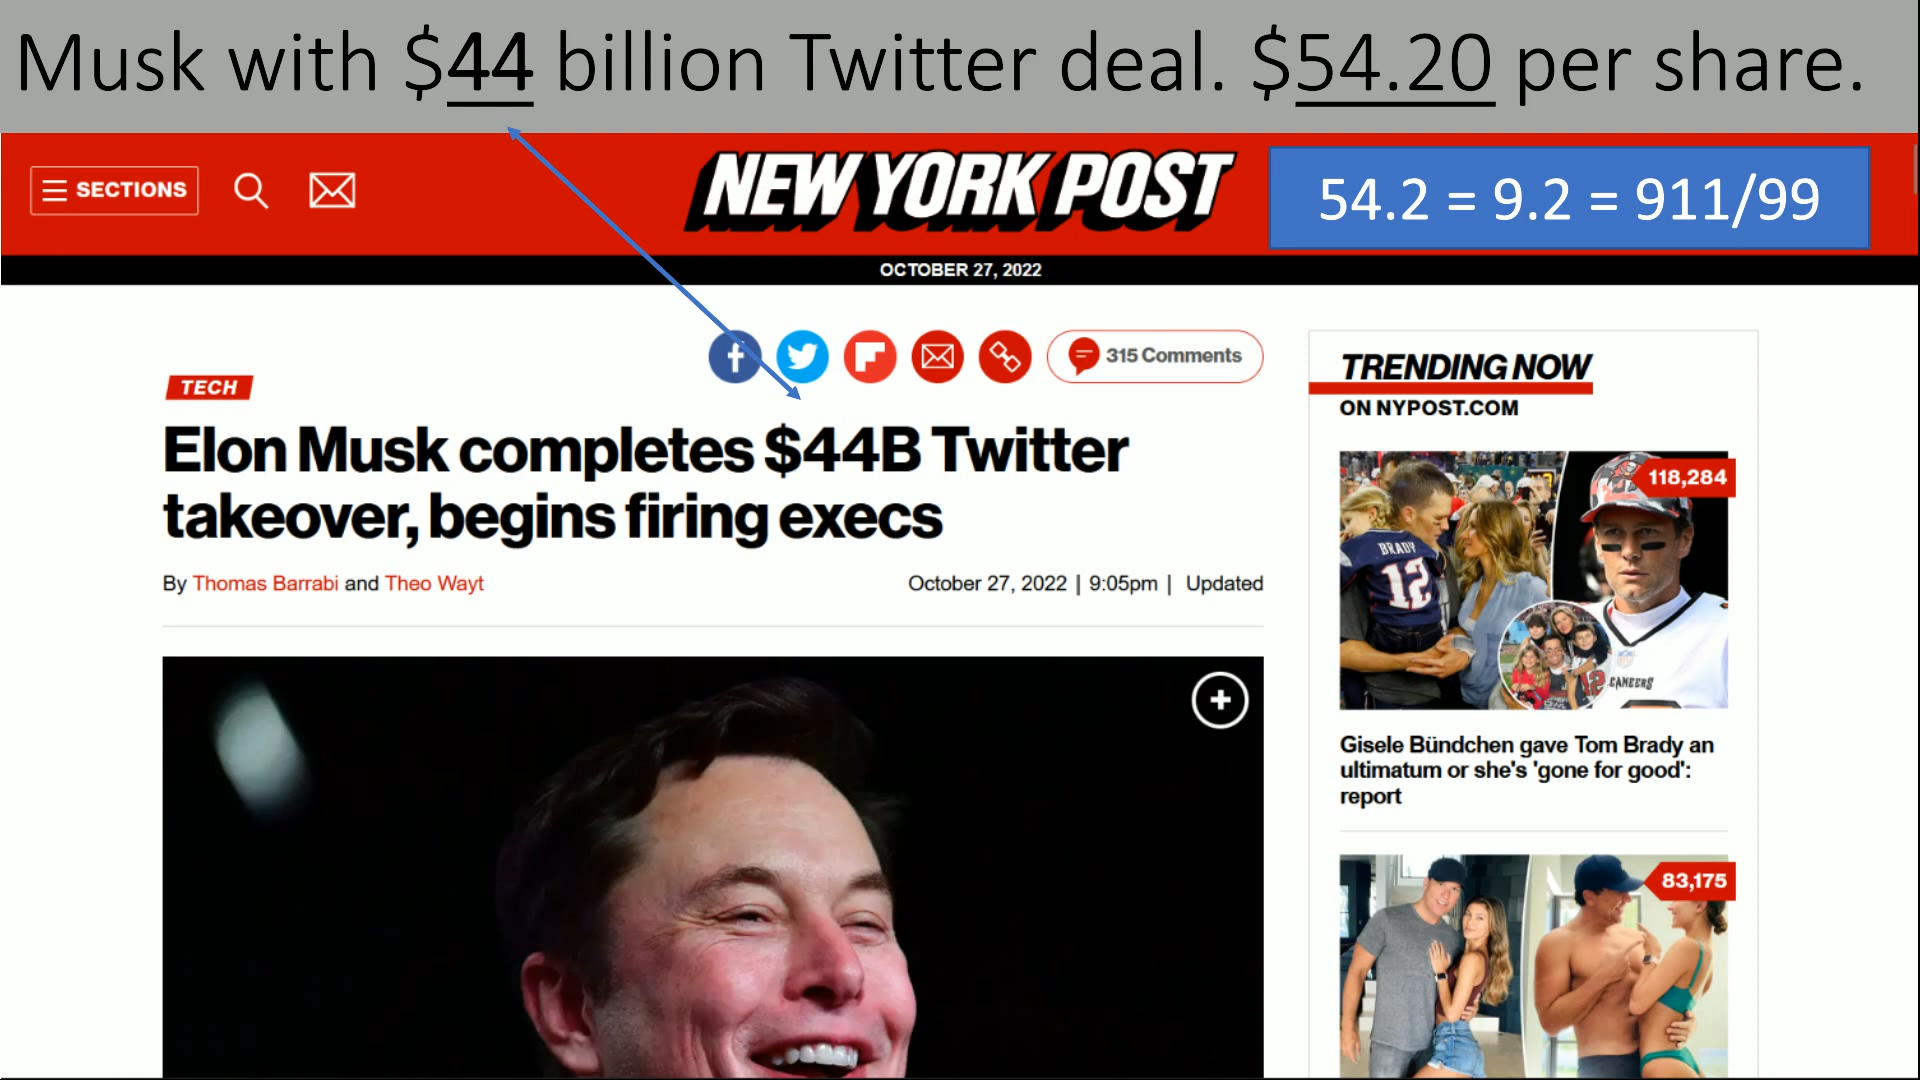 Musk with $44 billion Twitter deal. $54.20 per share.
SECTIONS
NEW YORK POST
54.2 = 9.2 = 911/99
OCTOBER 27, 2022
315 Comments
TECH
Elon Musk completes $44B Twitter
takeover, begins firing execs
By Thomas Barrabi and Theo Wayt
October 27, 2022 | 9:05pm | Updated
TRENDING NOW
ON NYPOST.COM
118,284
BRADY
12
12
Gisele Bündchen gave Tom Brady an
ultimatum or she's 'gone for good':
report
83,175